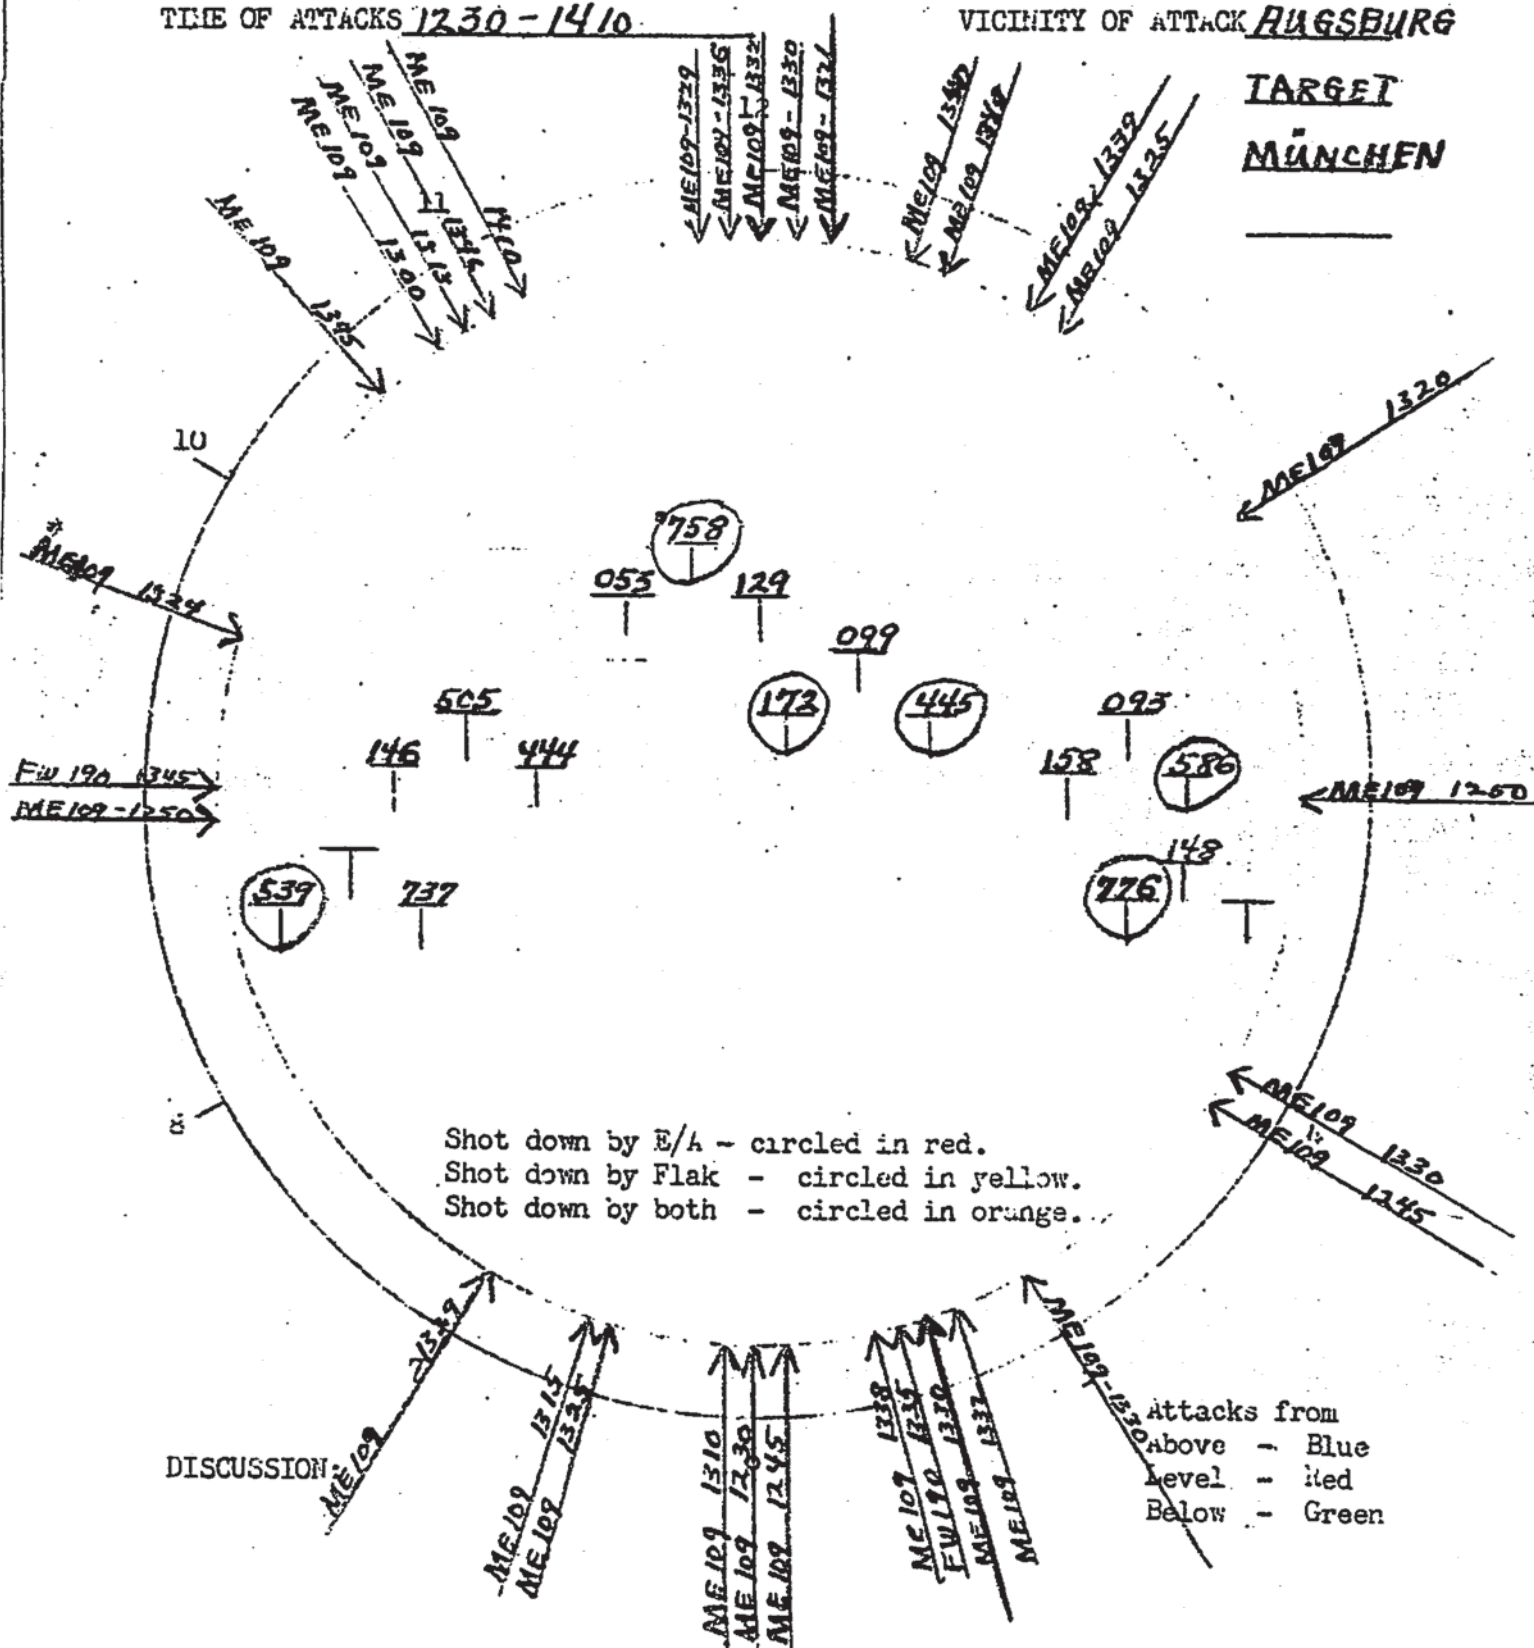 TIME OF ATTACKS 1230-1410
VICINITY OF ATTACK AUGSBURG
TARGET
MÜNCHEN
ME 109 1410
ME 109 1346
ME 109 1313
ME 109 1300
ME 109 1345
11
10
ME109-1329
ME109-1336
ME109-1332
ME109-1330
ME109-132
ME109
ME109
ME109 1339
ME109 1325
ME109 1320
ME109 1324
FW 190 1345
ME109-1250
ME109 1250
758
055
129
099
172
445
505
146
444
093
158
586
148
776
539
737
8
ME109 1330
ME109 1245
Shot down by E/A - circled in red.
Shot down by Flak - circled in yellow.
Shot down by both - circled in orange.
ME109
ME109 1315
ME109 1325
ME109 1310
ME109 1230
ME109 1245
ME109 1338
FW190 1335
ME109 1330
ME109 1337
ME109-1330
Attacks from
Above - Blue
Level - Red
Below - Green
DISCUSSION: